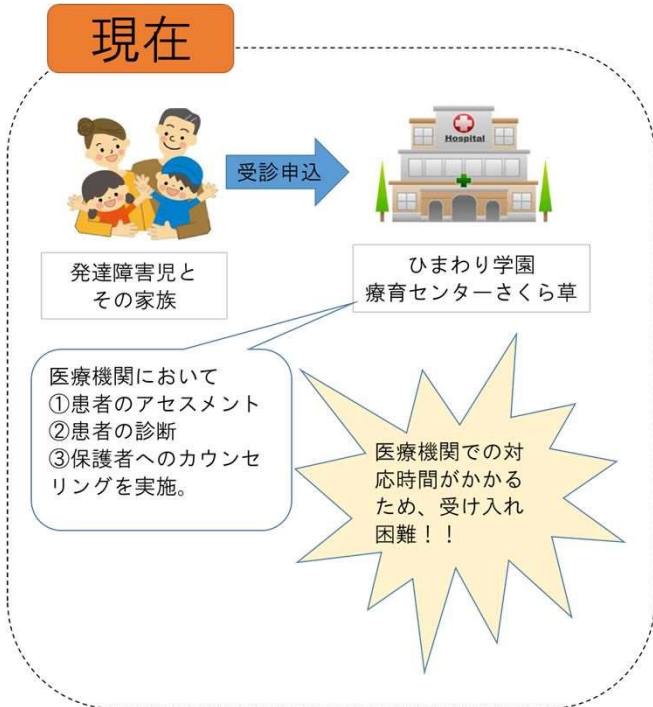 現在
受診申込
Hospital
発達障害児と
その家族
ひまわり学園
療育センターさくら草
医療機関において
①患者のアセスメント
②患者の診断
③保護者へのカウンセ
リングを実施。
医療機関での対
応時間がかかる
ため、受け入れ
困難！！